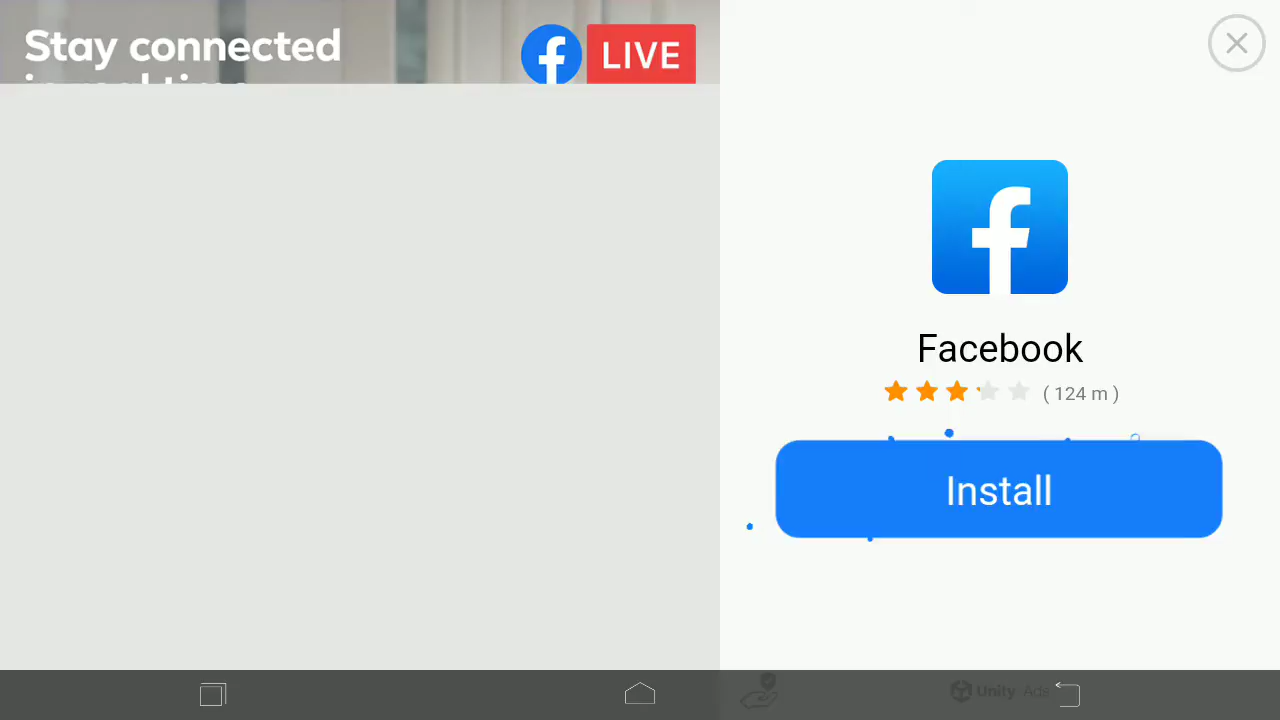 Stay connected
LIVE
Facebook
( 124 m )
Install
Unity Ads